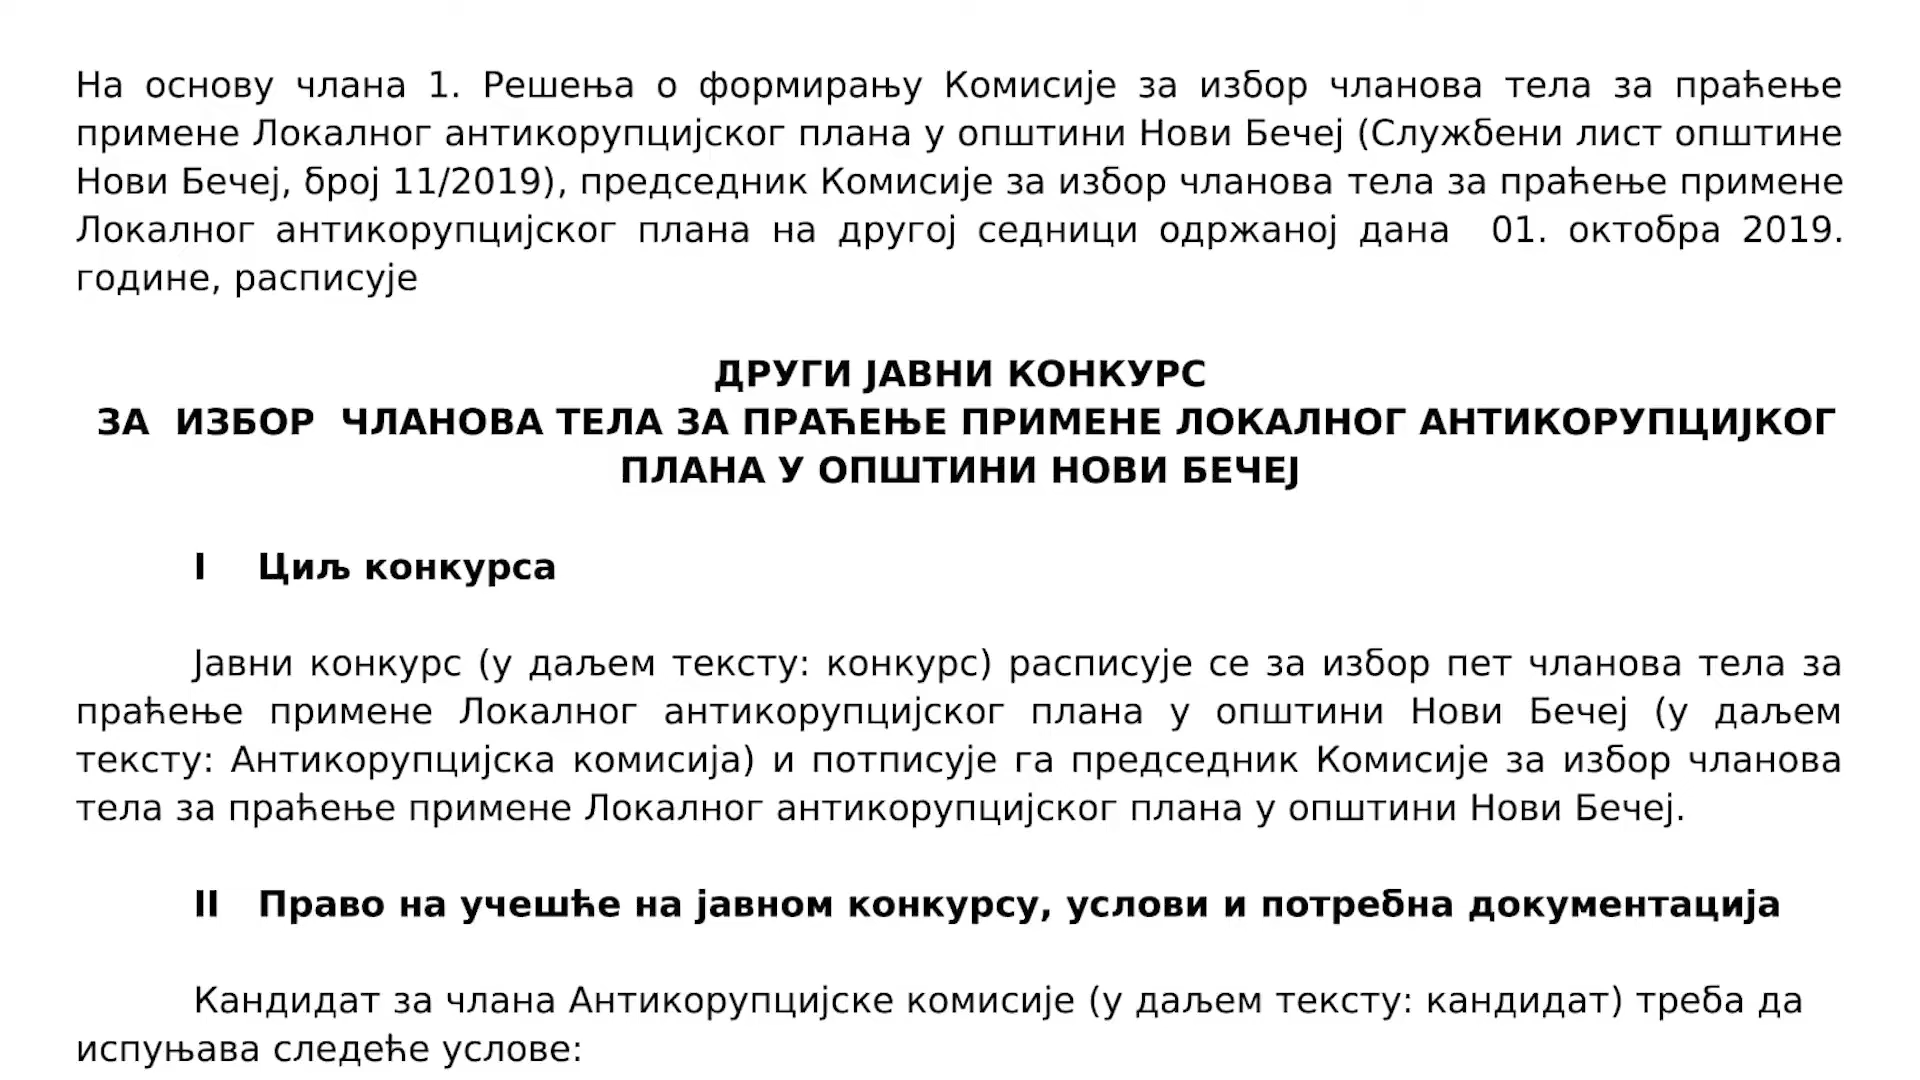 На основу члана 1. Решења о формирању Комисије за избор чланова тела за праћење
примене Локалног антикорупцијског плана у општини Нови Бечеј (Службени лист општине
Нови Бечеј, број 11/2019), председник Комисије за избор чланова тела за праћење примене
Локалног антикорупцијског плана на другој седници одржаној дана 01. октобра 2019.
године, расписује
ДРУГИ ЈАВНИ КОНКУРС
ЗА ИЗБОР ЧЛАНОВА ТЕЛА ЗА ПРАЋЕЊЕ ПРИМЕНЕ ЛОКАЛНОГ АНТИКОРУПЦИЈКОГ
ПЛАНА У ОПШТИНИ НОВИ БЕЧЕЈ
I Циљ конкурса
Јавни конкурс (у даљем тексту: конкурс) расписује се за избор пет чланова тела за
праћење примене Локалног антикорупцијског плана у општини Нови Бечеј (у даљем
тексту: Антикорупцијска комисија) и потписује га председник Комисије за избор чланова
тела за праћење примене Локалног антикорупцијског плана у општини Нови Бечеј.
II Право на учешће на јавном конкурсу, услови и потребна документација
Кандидат за члана Антикорупцијске комисије (у даљем тексту: кандидат) треба да
испуњава следеће услове: